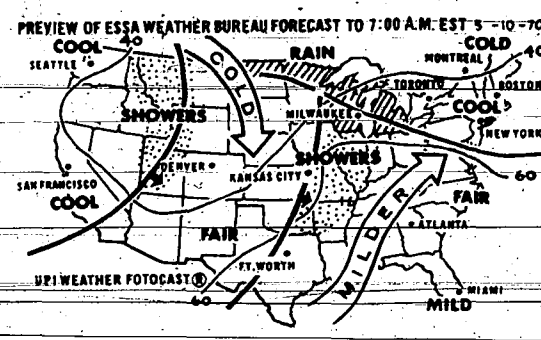 PREVIEW OF ESSA WEATHER BUREAU FORECAST TO 7:00 A.M. EST 5-10-70
COOL
40
SEATTLE
COLD
RAIN
COLD
40
MONTREAL
TORONTO
BOSTON
COOL
SHOWERS
MILWAUKEE
NEW YORK
DENVER
KANSAS CITY
SHOWERS
60
SAN FRANCISCO
COOL
FAIR
MILDER
FAIR
ATLANTA
FT. WORTH
UPI WEATHER FOTOCAST ®
60
MIAMI
MILD